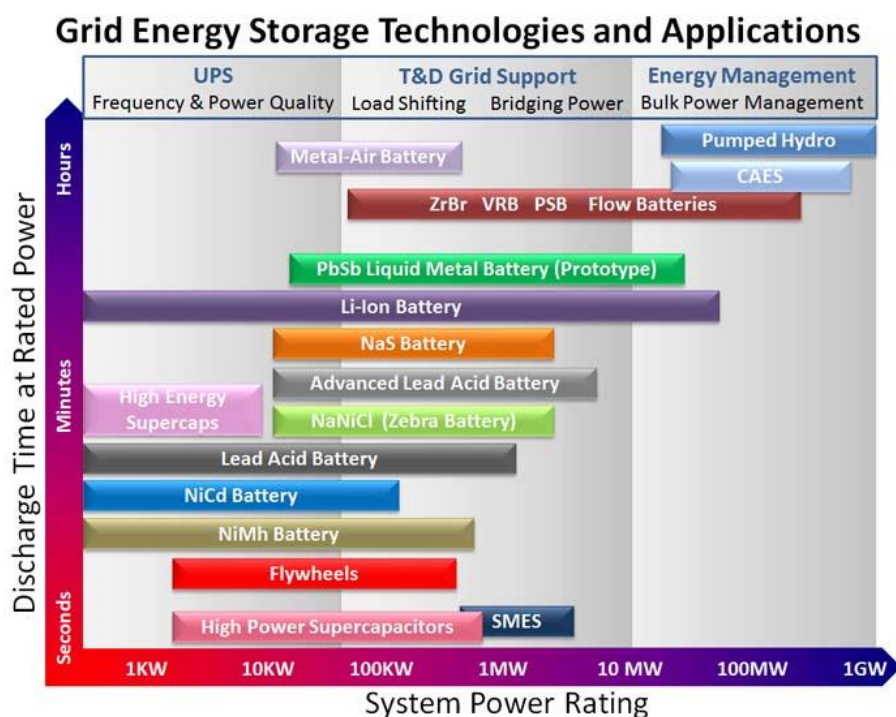 Grid Energy Storage Technologies and Applications
UPS
Frequency & Power Quality
T&D Grid Support
Load Shifting Bridging Power
Energy Management
Bulk Power Management
Discharge Time at Rated Power
Hours
Minutes
Seconds
Pumped Hydro
Metal-Air Battery
CAES
ZrBr VRB PSB Flow Batteries
PbSb Liquid Metal Battery (Prototype)
Li-Ion Battery
NaS Battery
Advanced Lead Acid Battery
High Energy
Supercaps
NaNiCl (Zebra Battery)
Lead Acid Battery
NiCd Battery
NiMh Battery
Flywheels
High Power Supercapacitors
SMES
1KW 10KW 100KW 1MW 10 MW 100MW 1GW
System Power Rating